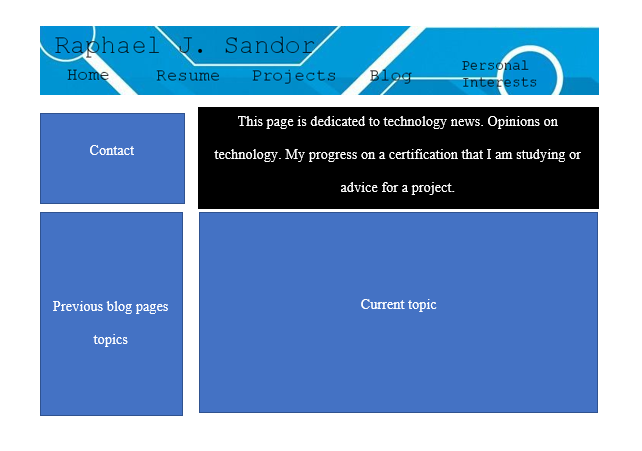 Raphael J. Sandor
Home Resume Projects Blog Personal
Interests
Contact
This page is dedicated to technology news. Opinions on
technology. My progress on a certification that I am studying or
advice for a project.
Previous blog pages
topics
Current topic